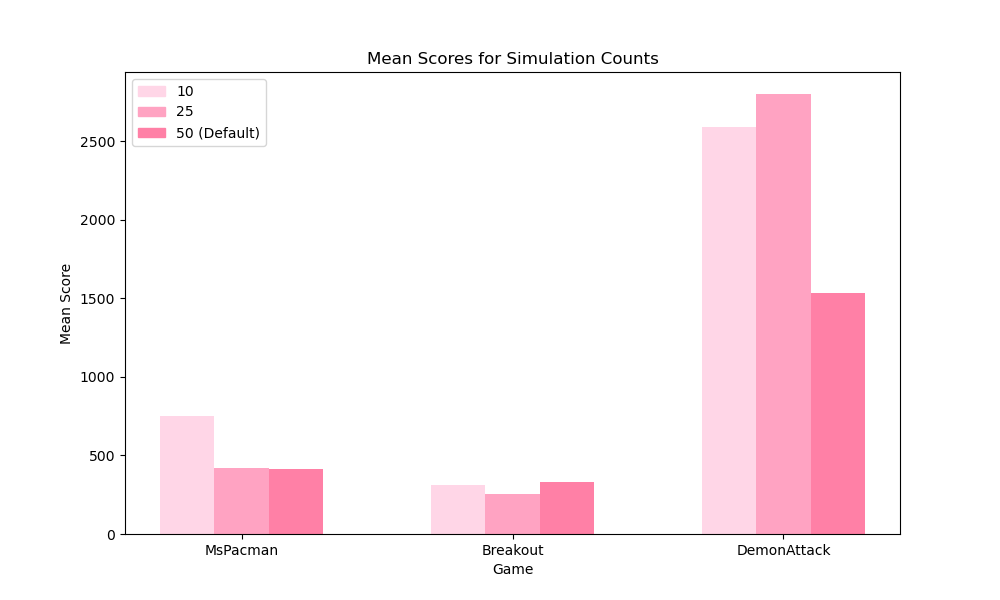 Mean Scores for Simulation Counts
10
25
50 (Default)
Mean Score
2500
2000
1500
1000
500
0
MsPacman
Breakout
DemonAttack
Game